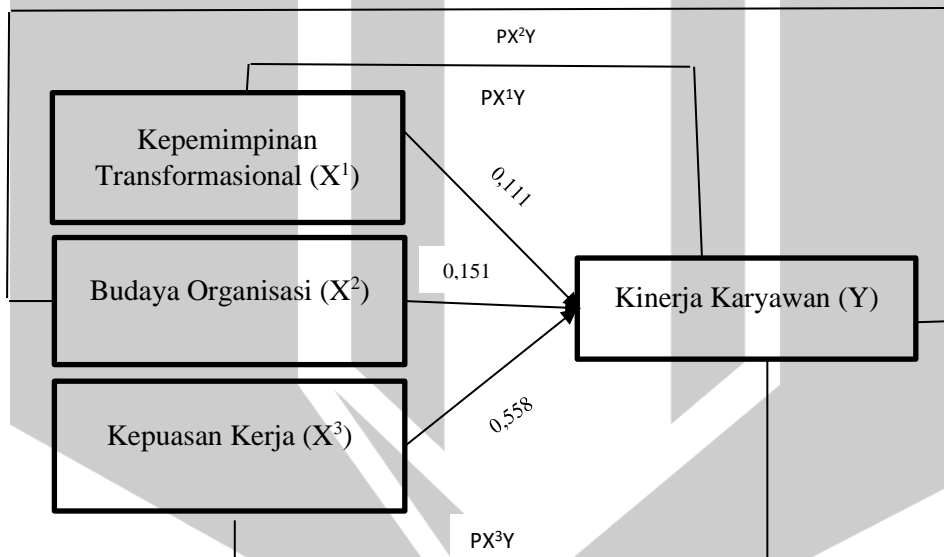 PX²Y
PX¹Y
Kepemimpinan
Transformasional (X¹)
0,111
Budaya Organisasi (X²)
0,151
Kinerja Karyawan (Y)
Kepuasan Kerja (X³)
0,558
PX³Y